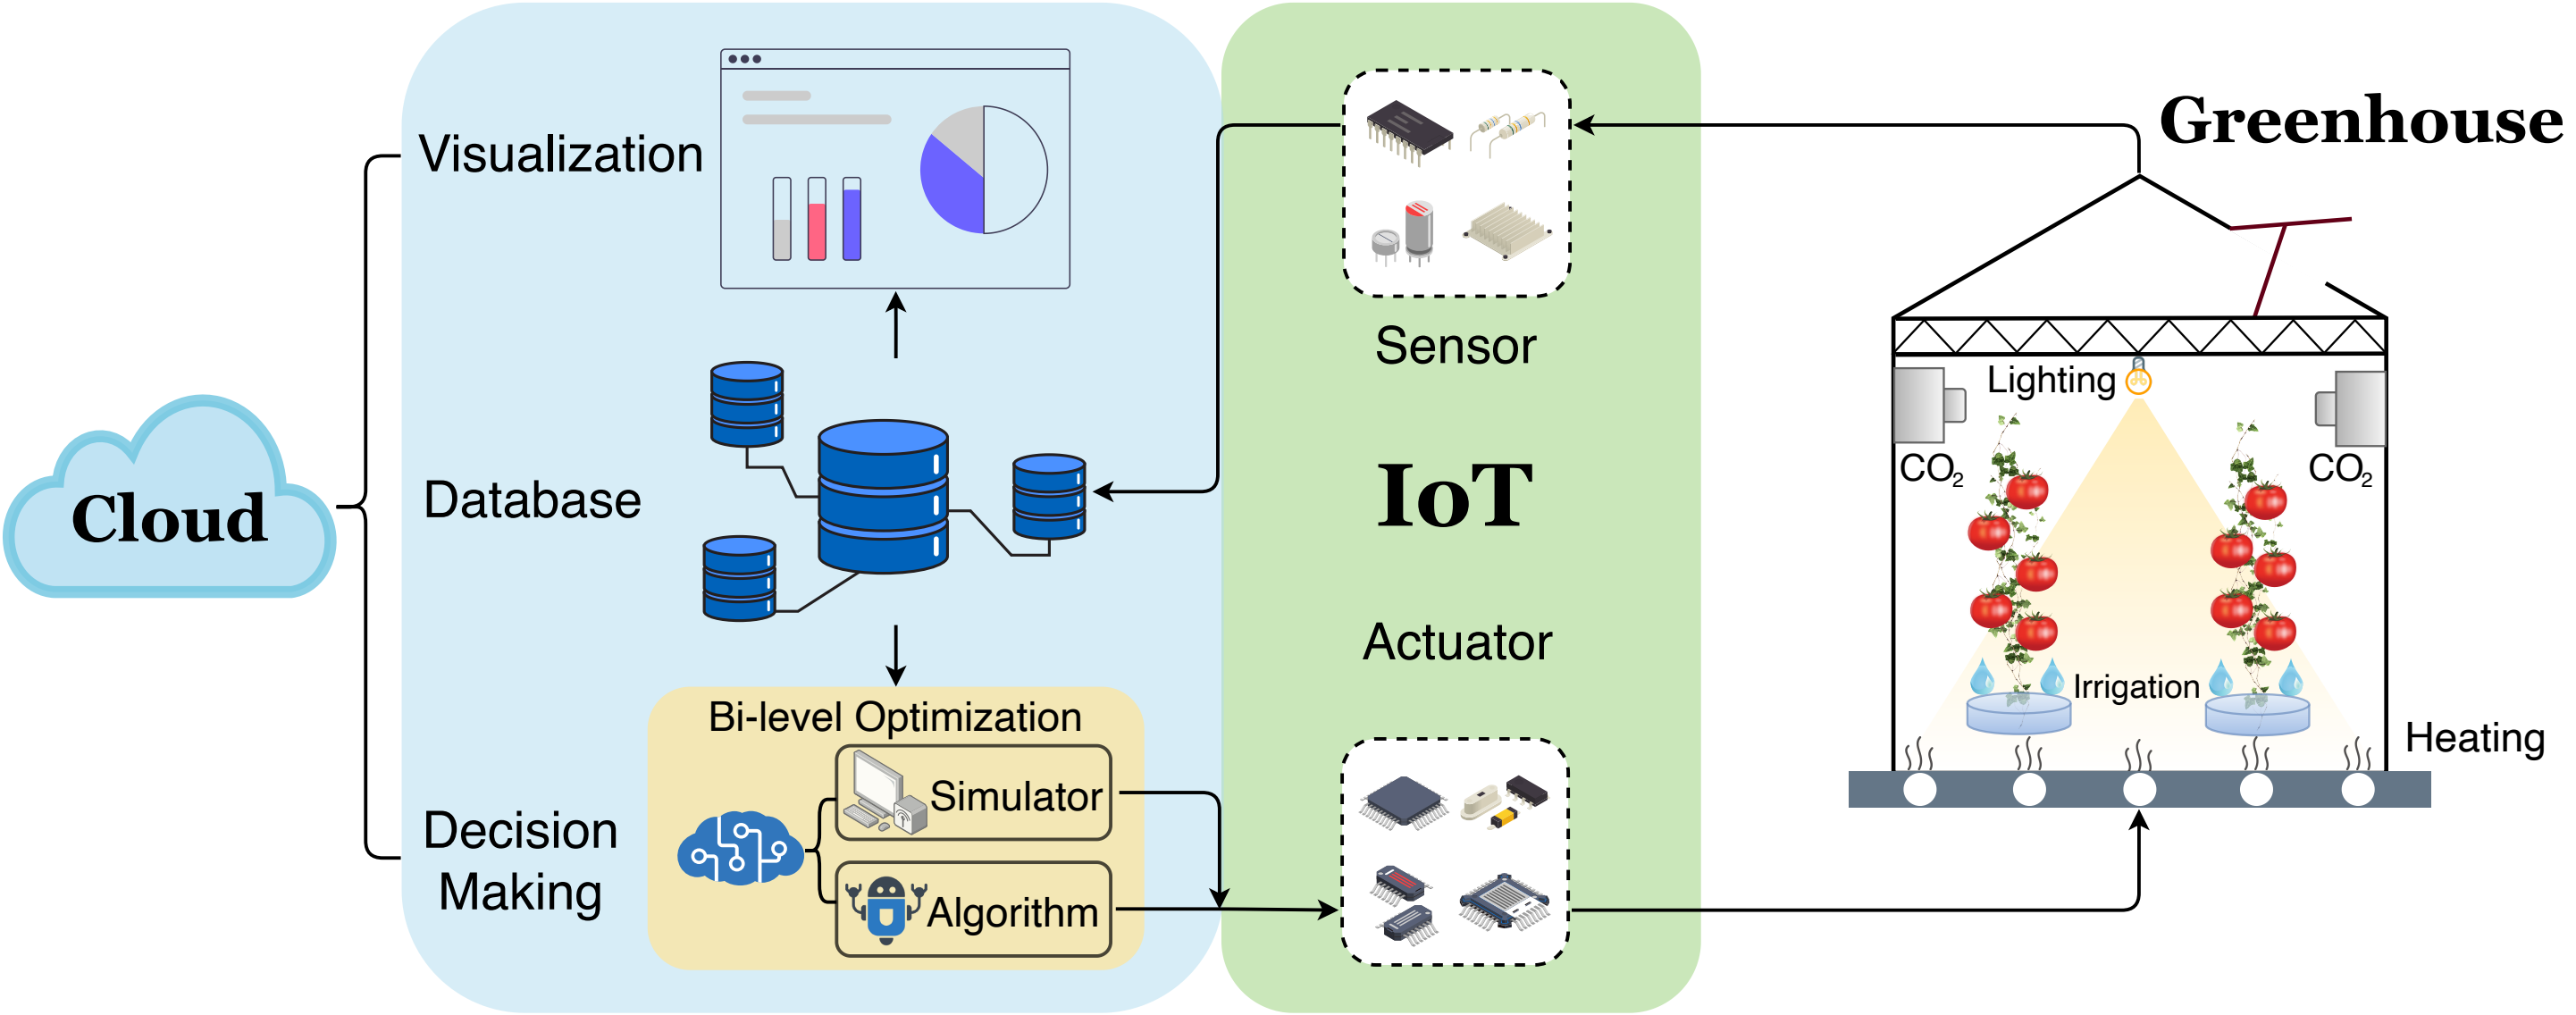 Cloud
Visualization
Database
Decision
Making
Bi-level Optimization
Simulator
Algorithm
Sensor
IoT
Actuator
Greenhouse
Lighting
CO₂
CO₂
Irrigation
Heating